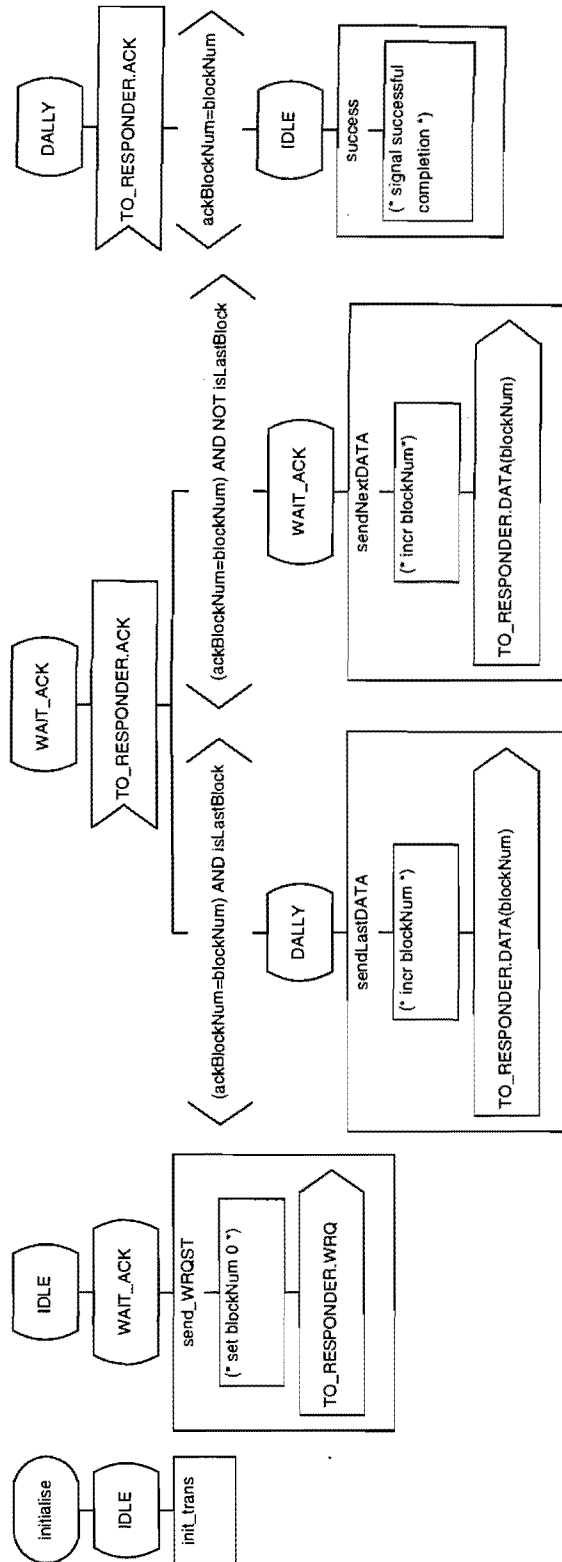 initialise
IDLE
init_trans
IDLE
WAIT_ACK
send_WRQST
(* set blockNum 0 *)
TO_RESPONDER.WRQ
WAIT_ACK
TO_RESPONDER.ACK
(ackBlockNum=blockNum) AND isLastBlock
DALLY
sendLastDATA
(* incr blockNum *)
TO_RESPONDER.DATA(blockNum)
(ackBlockNum=blockNum) AND NOT isLastBlock
WAIT_ACK
sendNextDATA
(* incr blockNum*)
TO_RESPONDER.DATA(blockNum)
DALLY
TO_RESPONDER.ACK
ackBlockNum=blockNum
IDLE
success
(* signal successful
completion *)